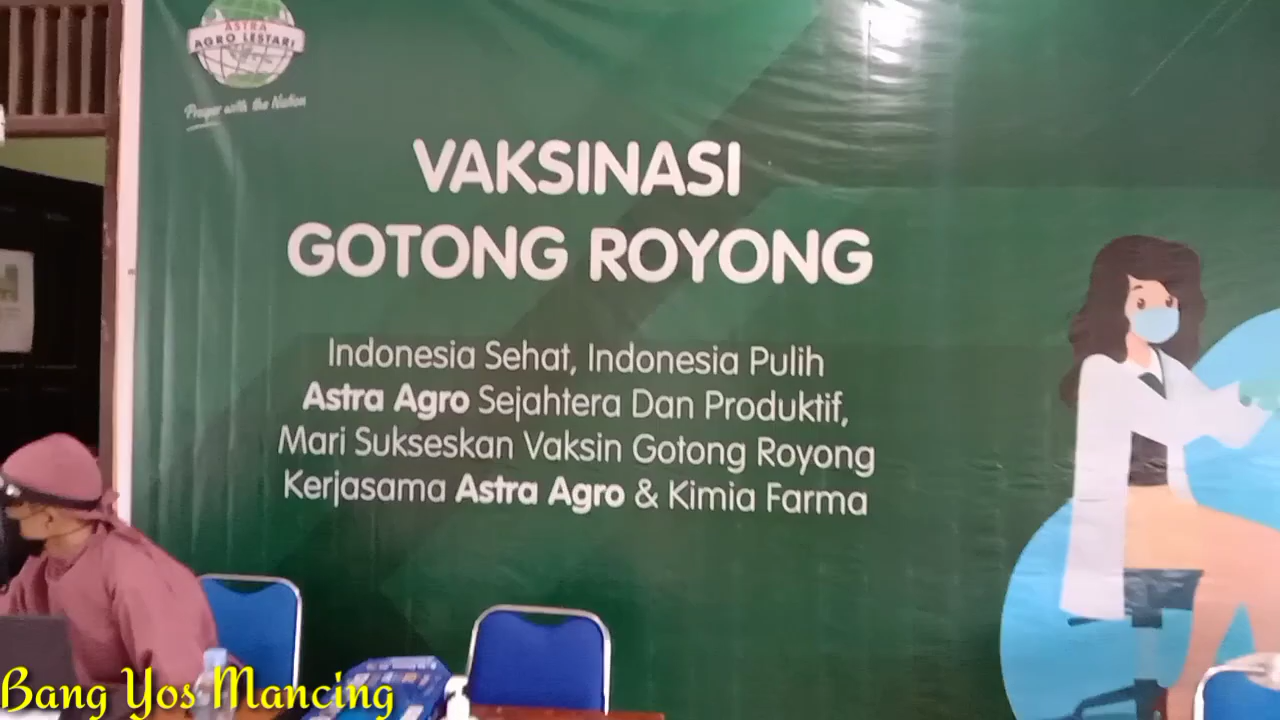 ASTRA
AGRO LESTARI
Prosper with the Nation
VAKSINASI
GOTONG ROYONG
Indonesia Sehat, Indonesia Pulih
Astra Agro Sejahtera Dan Produktif,
Mari Sukseskan Vaksin Gotong Royong
Kerjasama Astra Agro & Kimia Farma
Bang Yos Mancing